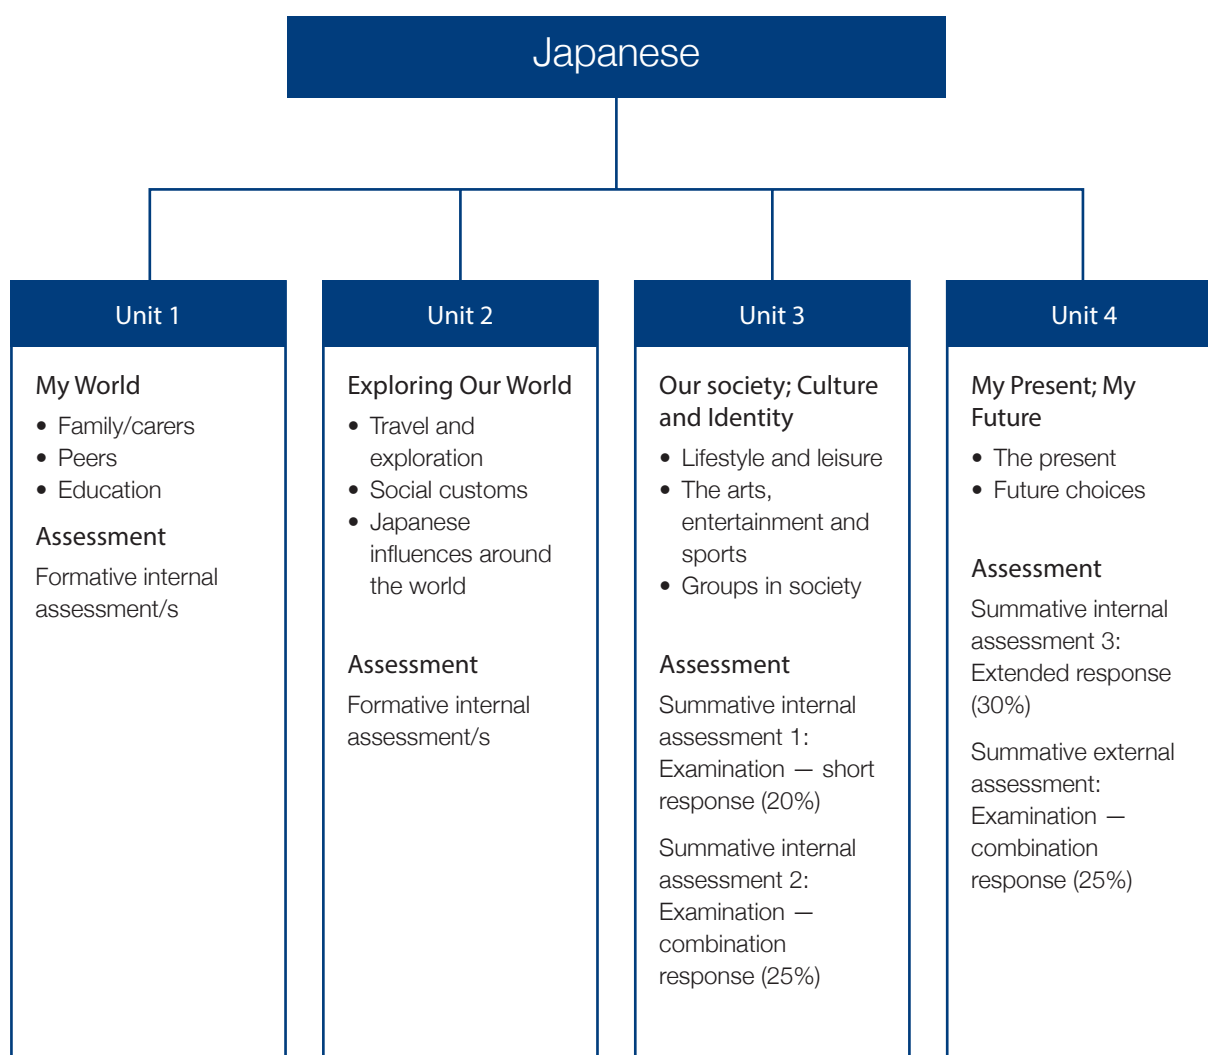 Japanese
Unit 1
My World
• Family/carers
• Peers
• Education
Assessment
Formative internal
assessment/s
Unit 2
Exploring Our World
• Travel and
exploration
• Social customs
• Japanese
influences around
the world
Assessment
Formative internal
assessment/s
Unit 3
Our society; Culture
and Identity
• Lifestyle and leisure
• The arts,
entertainment and
sports
• Groups in society
Assessment
Summative internal
assessment 1:
Examination — short
response (20%)
Summative internal
assessment 2:
Examination —
combination
response (25%)
Unit 4
My Present; My
Future
• The present
• Future choices
Assessment
Summative internal
assessment 3:
Extended response
(30%)
Summative external
assessment:
Examination —
combination
response (25%)